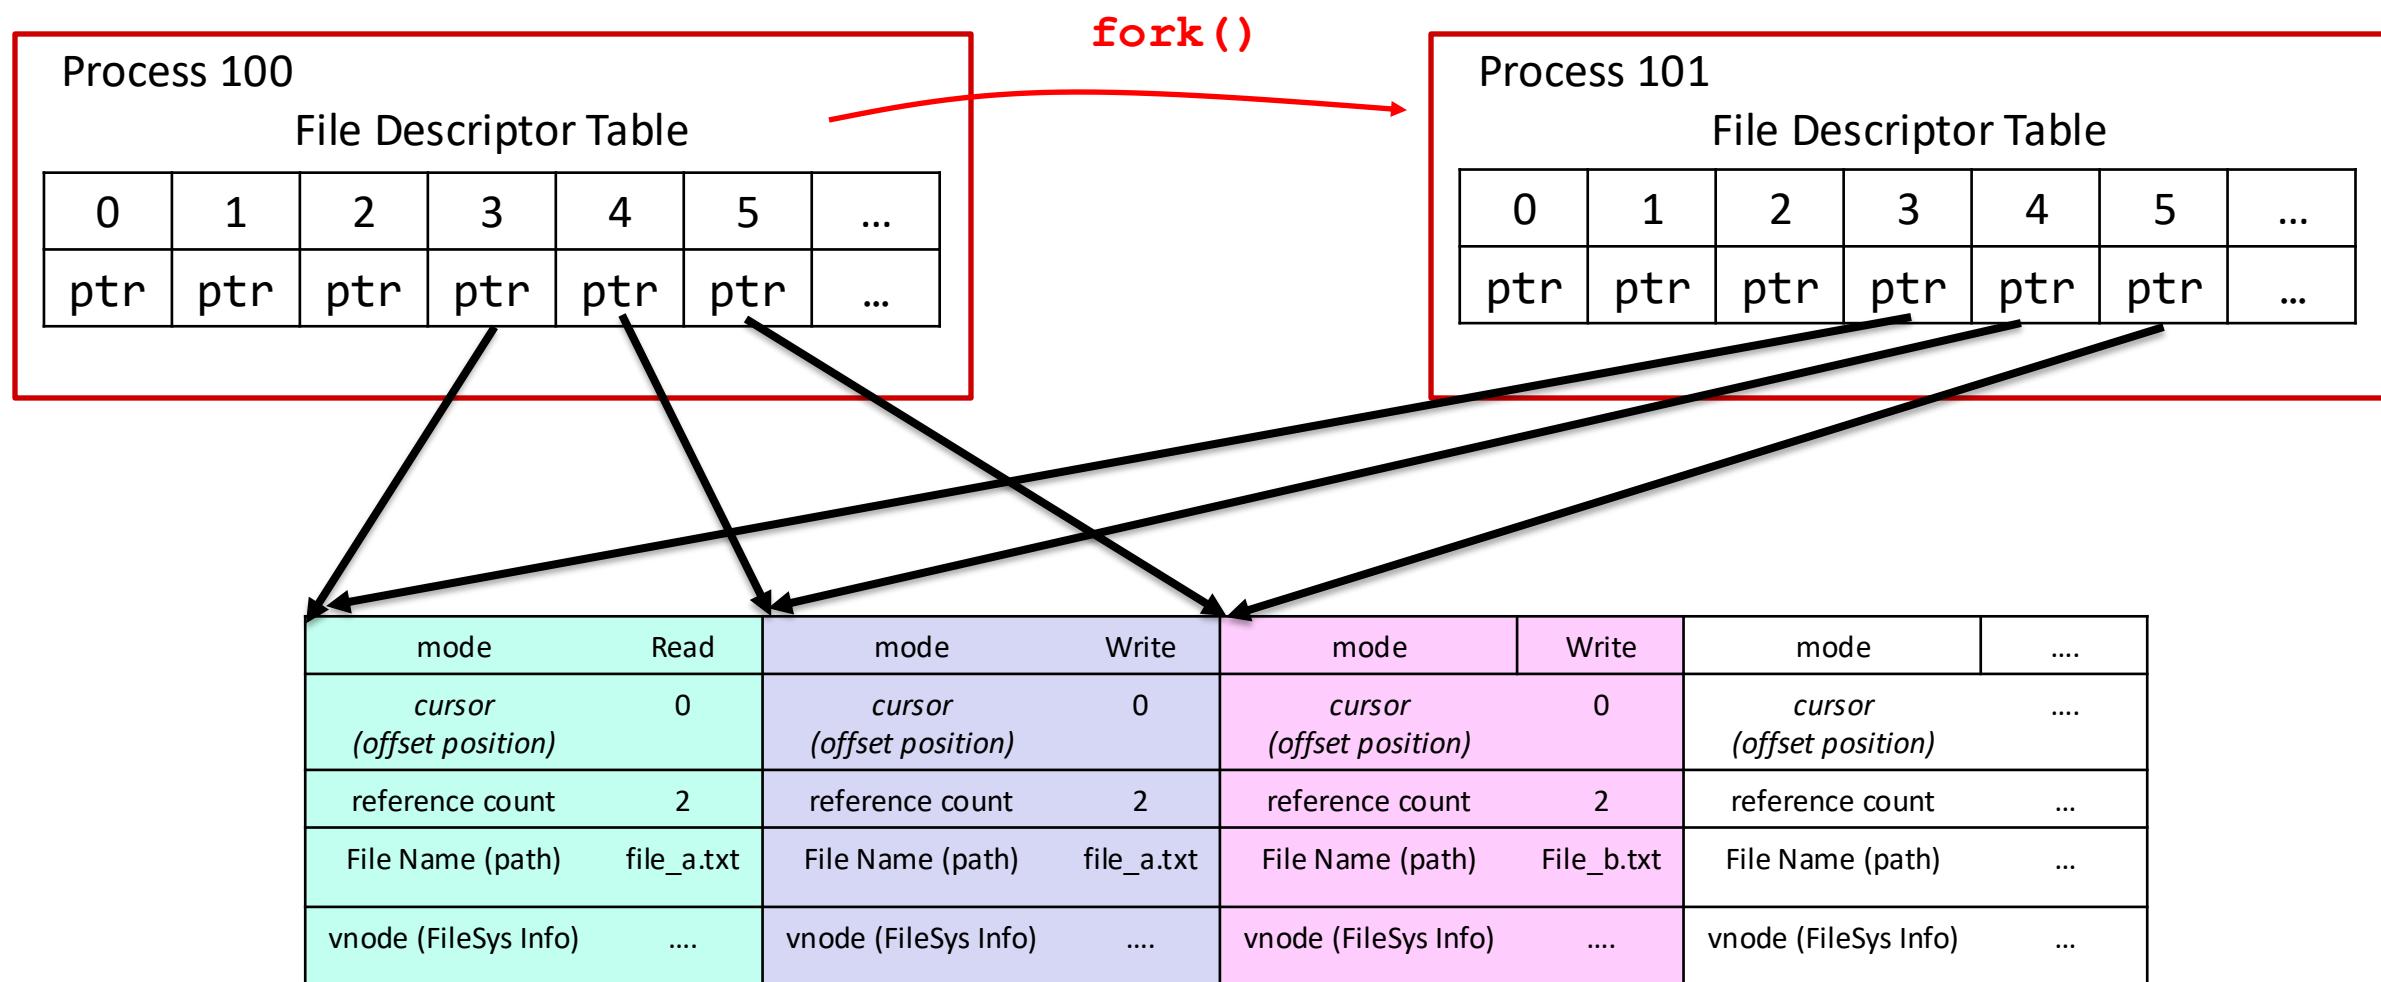 fork()
Process 100
File Descriptor Table
0 1 2 3 4 5 …
ptr ptr ptr ptr ptr ptr …
Process 101
File Descriptor Table
0 1 2 3 4 5 …
ptr ptr ptr ptr ptr ptr …
mode Read mode Write mode Write mode ….
cursor 0 cursor 0 cursor 0 cursor ….
(offset position) (offset position) (offset position) (offset position)
reference count 2 reference count 2 reference count 2 reference count …
File Name (path) file_a.txt File Name (path) file_a.txt File Name (path) File_b.txt File Name (path) …
vnode (FileSys Info) …. vnode (FileSys Info) …. vnode (FileSys Info) …. vnode (FileSys Info) …